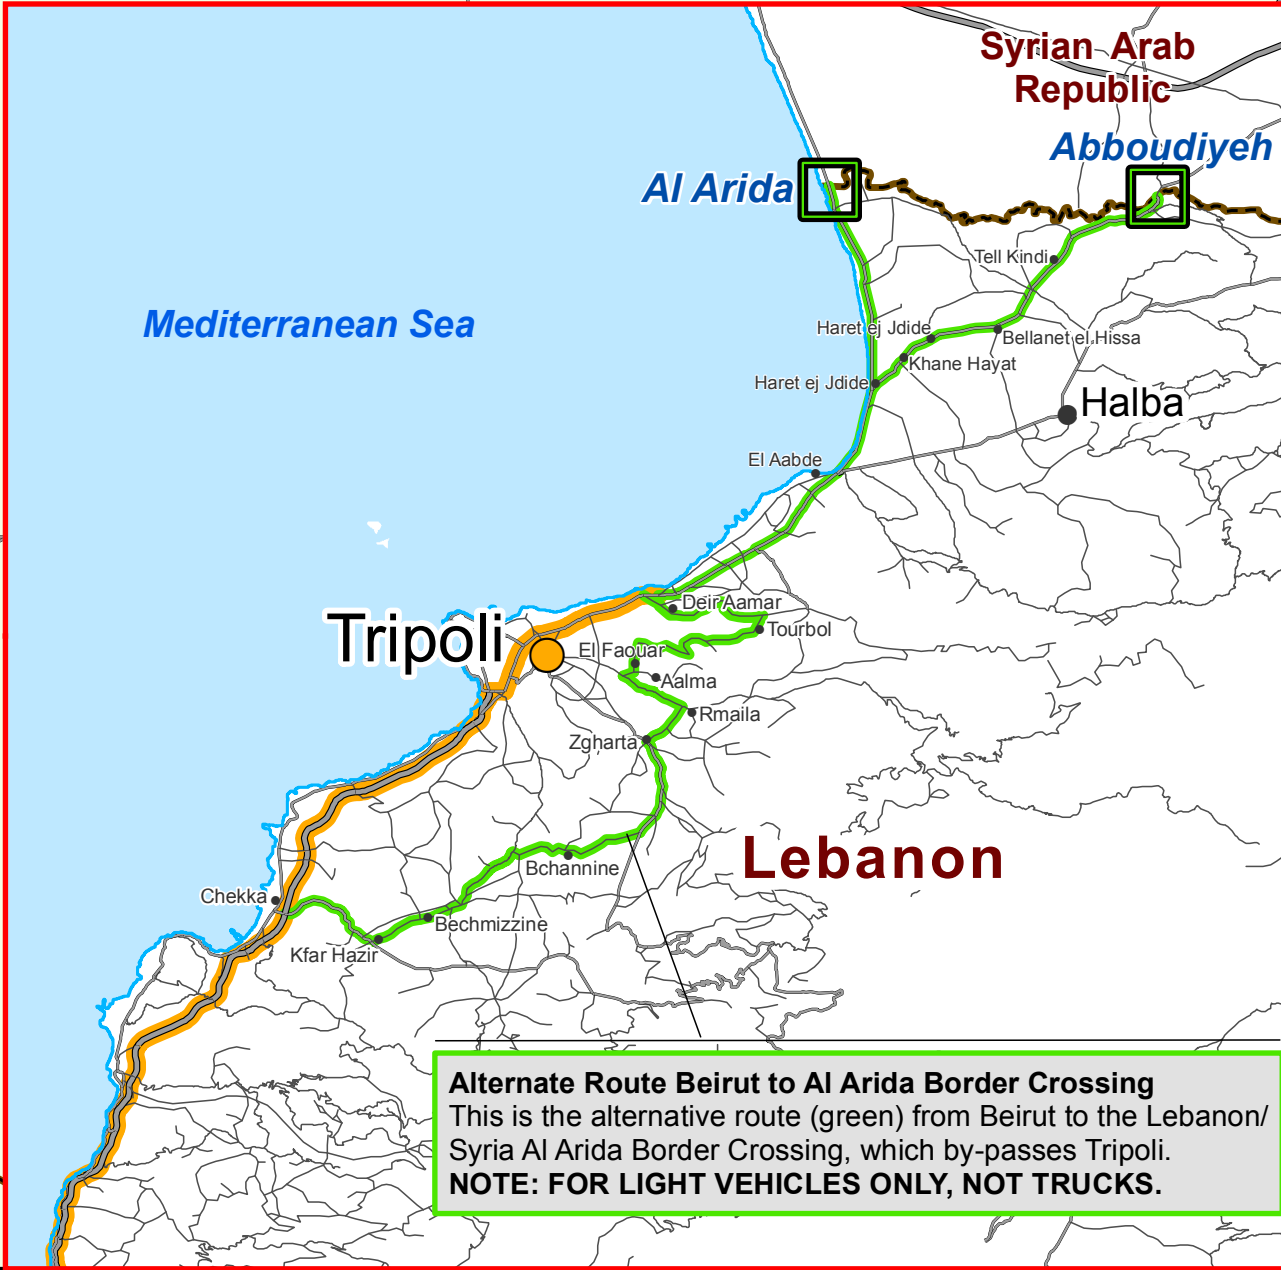 Syrian Arab
Republic
Abboudiyeh
Al Arida
Tell Kindi
Mediterranean Sea
Haret ej Jdide
Bellanet el Hissa
Khane Hayat
Haret ej Jdide
Halba
El Aabde
Deir Aamar
Tripoli
Tourbol
El Faouar
Aalma
Rmaila
Zgharta
Lebanon
Bchannine
Chekka
Bechmizzine
Kfar Hazir
Alternate Route Beirut to Al Arida Border Crossing
This is the alternative route (green) from Beirut to the Lebanon/
Syria Al Arida Border Crossing, which by-passes Tripoli.
NOTE: FOR LIGHT VEHICLES ONLY, NOT TRUCKS.